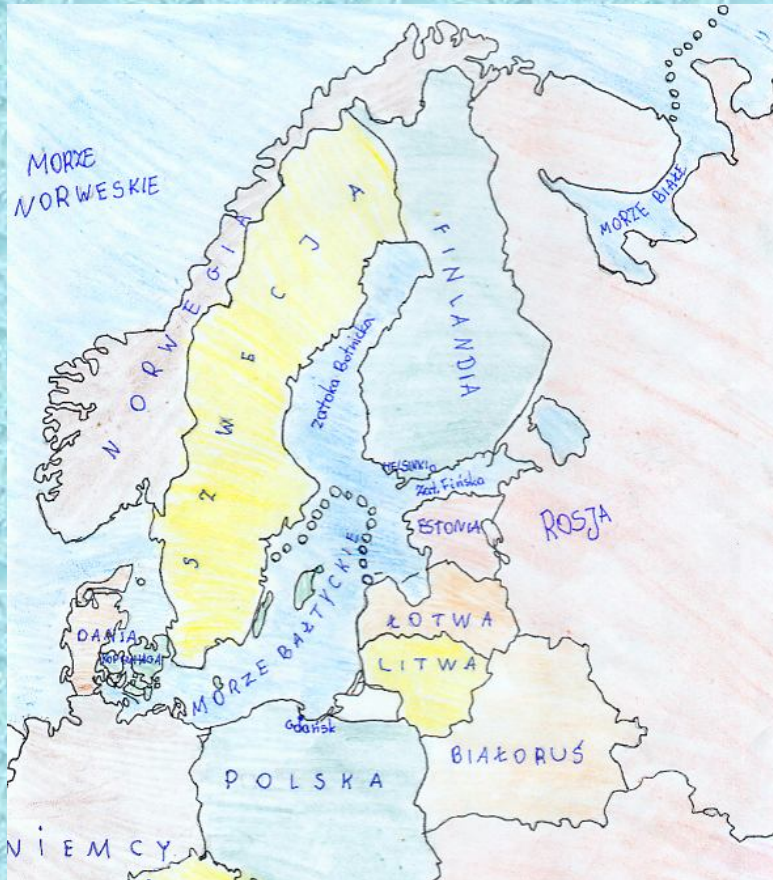 MORZE
NORWESKIE
MORZE BIAŁE
NORWEGIA
SZWECJA
FINLANDIA
Zatoka Botnicka
HELSINKI
Zat. Fińska
ESTONIA
ROSJA
MORZE BAŁTYCKIE
ŁOTWA
DANIA
KOPENHAGA
LITWA
Gdańsk
BIAŁORUŚ
POLSKA
NIEMCY